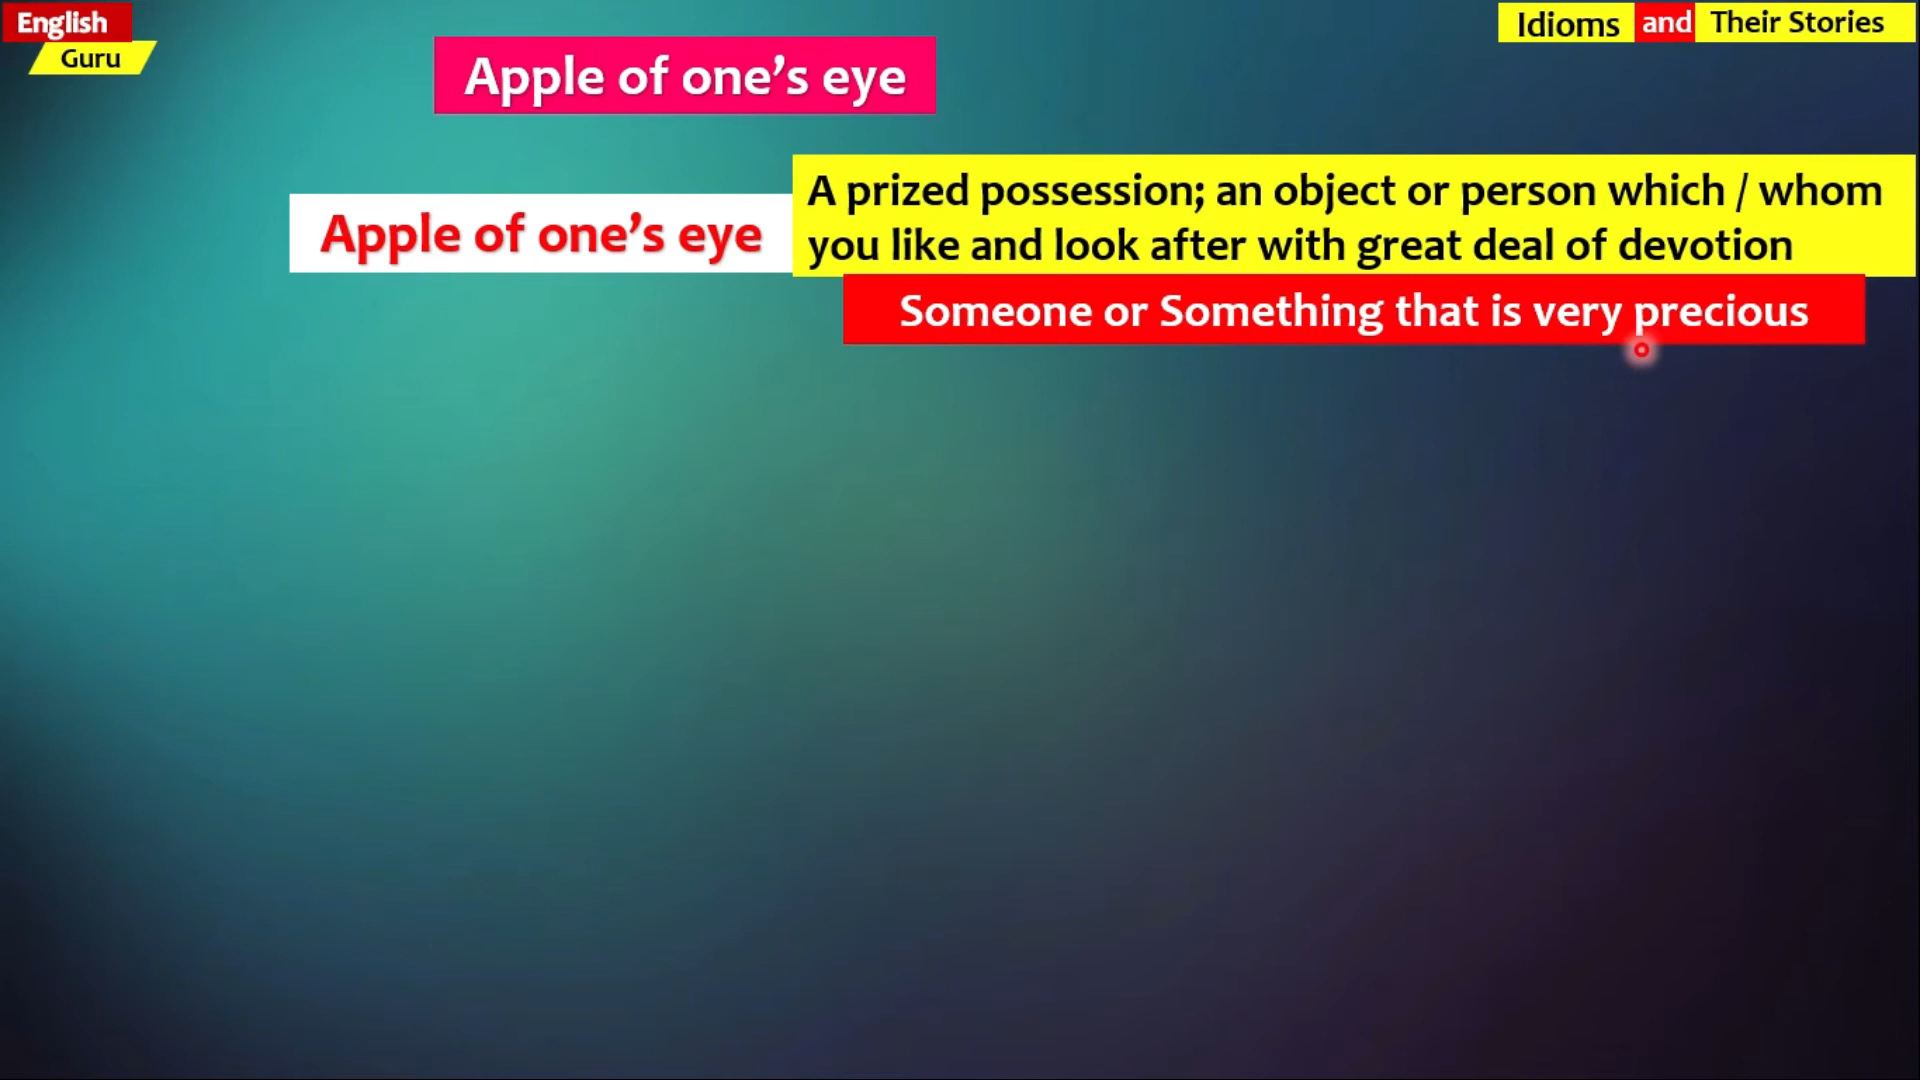 English
Guru
Idioms and Their Stories
Apple of one’s eye
Apple of one’s eye
A prized possession; an object or person which / whom
you like and look after with great deal of devotion
Someone or Something that is very precious